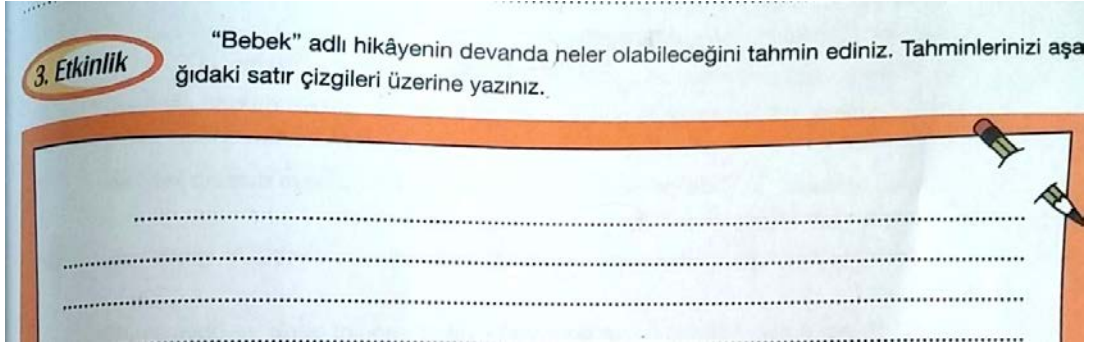 3. Etkinlik
“Bebek” adlı hikâyenin devanda neler olabileceğini tahmin ediniz. Tahminlerinizi aşa
ğıdaki satır çizgileri üzerine yazınız.